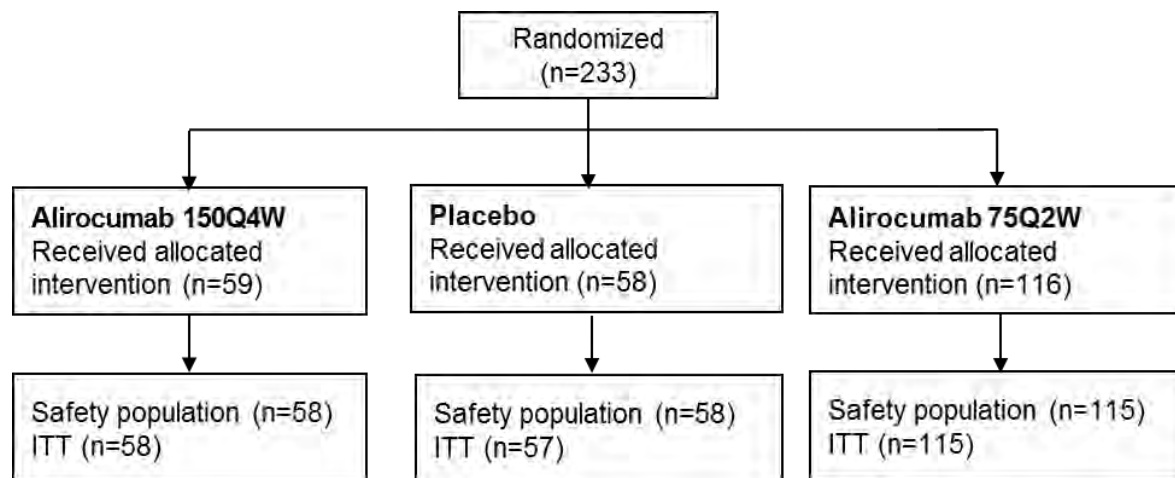 Randomized
(n=233)
Alirocumab 150Q4W
Received allocated
intervention (n=59)
Placebo
Received allocated
intervention (n=58)
Alirocumab 75Q2W
Received allocated
intervention (n=116)
Safety population (n=58)
ITT (n=58)
Safety population (n=58)
ITT (n=57)
Safety population (n=115)
ITT (n=115)